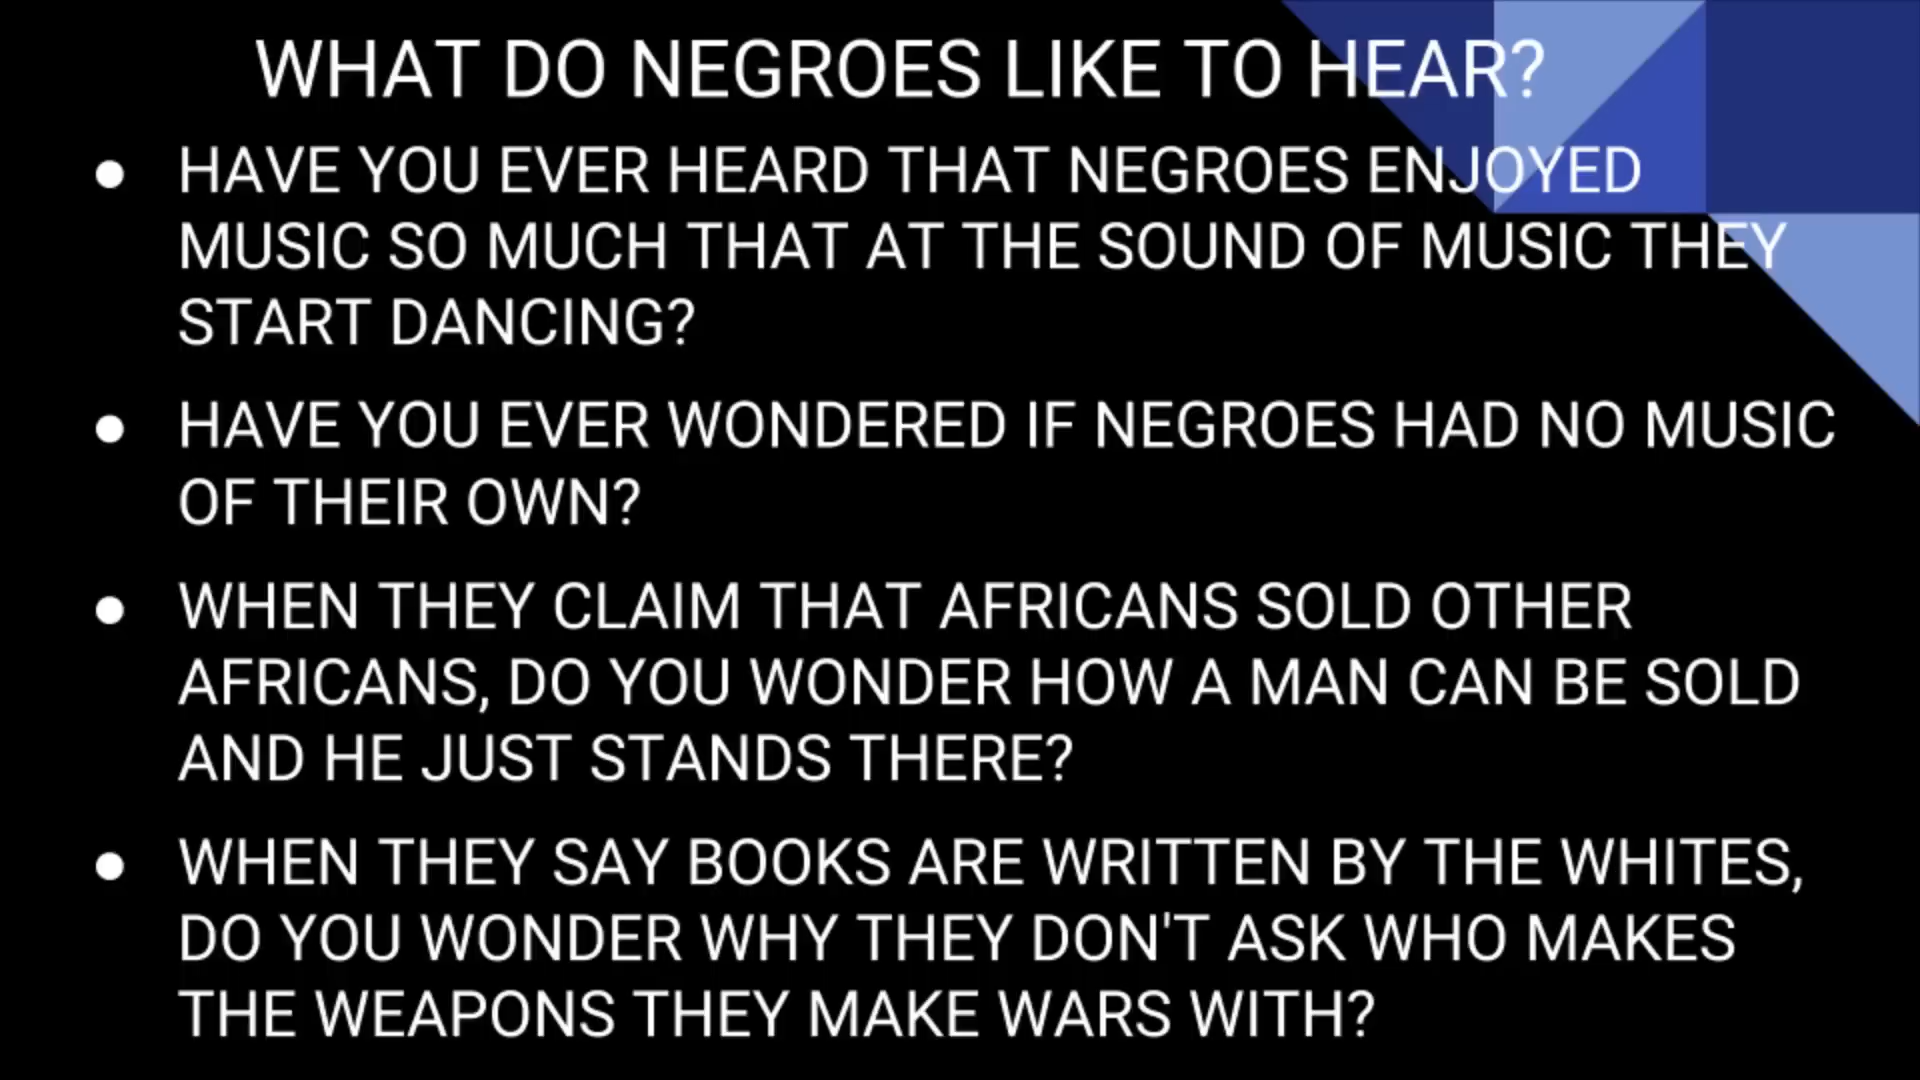 WHAT DO NEGROES LIKE TO HEAR?
● HAVE YOU EVER HEARD THAT NEGROES ENJOYED
MUSIC SO MUCH THAT AT THE SOUND OF MUSIC THEY
START DANCING?
● HAVE YOU EVER WONDERED IF NEGROES HAD NO MUSIC
OF THEIR OWN?
● WHEN THEY CLAIM THAT AFRICANS SOLD OTHER
AFRICANS, DO YOU WONDER HOW A MAN CAN BE SOLD
AND HE JUST STANDS THERE?
● WHEN THEY SAY BOOKS ARE WRITTEN BY THE WHITES,
DO YOU WONDER WHY THEY DON'T ASK WHO MAKES
THE WEAPONS THEY MAKE WARS WITH?